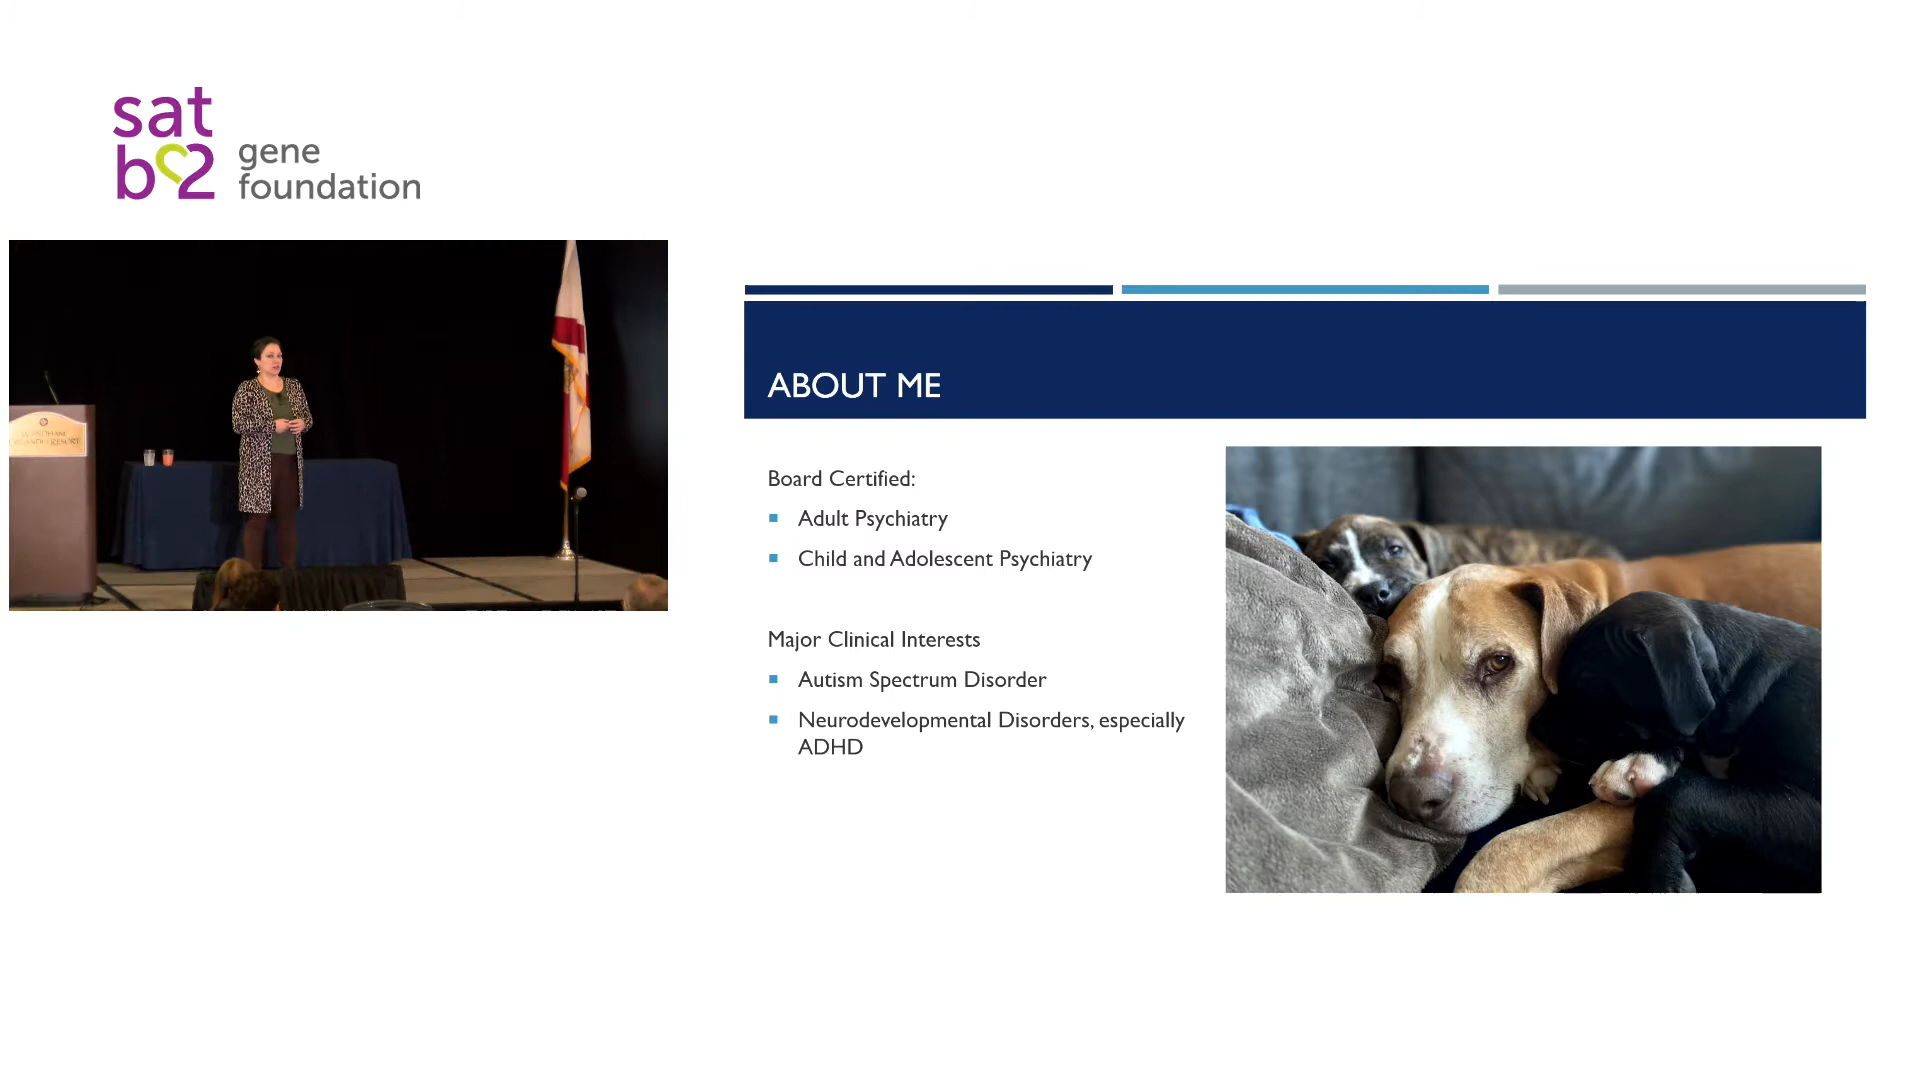 sat
b2
gene
foundation
ABOUT ME
Board Certified:
Adult Psychiatry
Child and Adolescent Psychiatry
Major Clinical Interests
Autism Spectrum Disorder
Neurodevelopmental Disorders, especially
ADHD